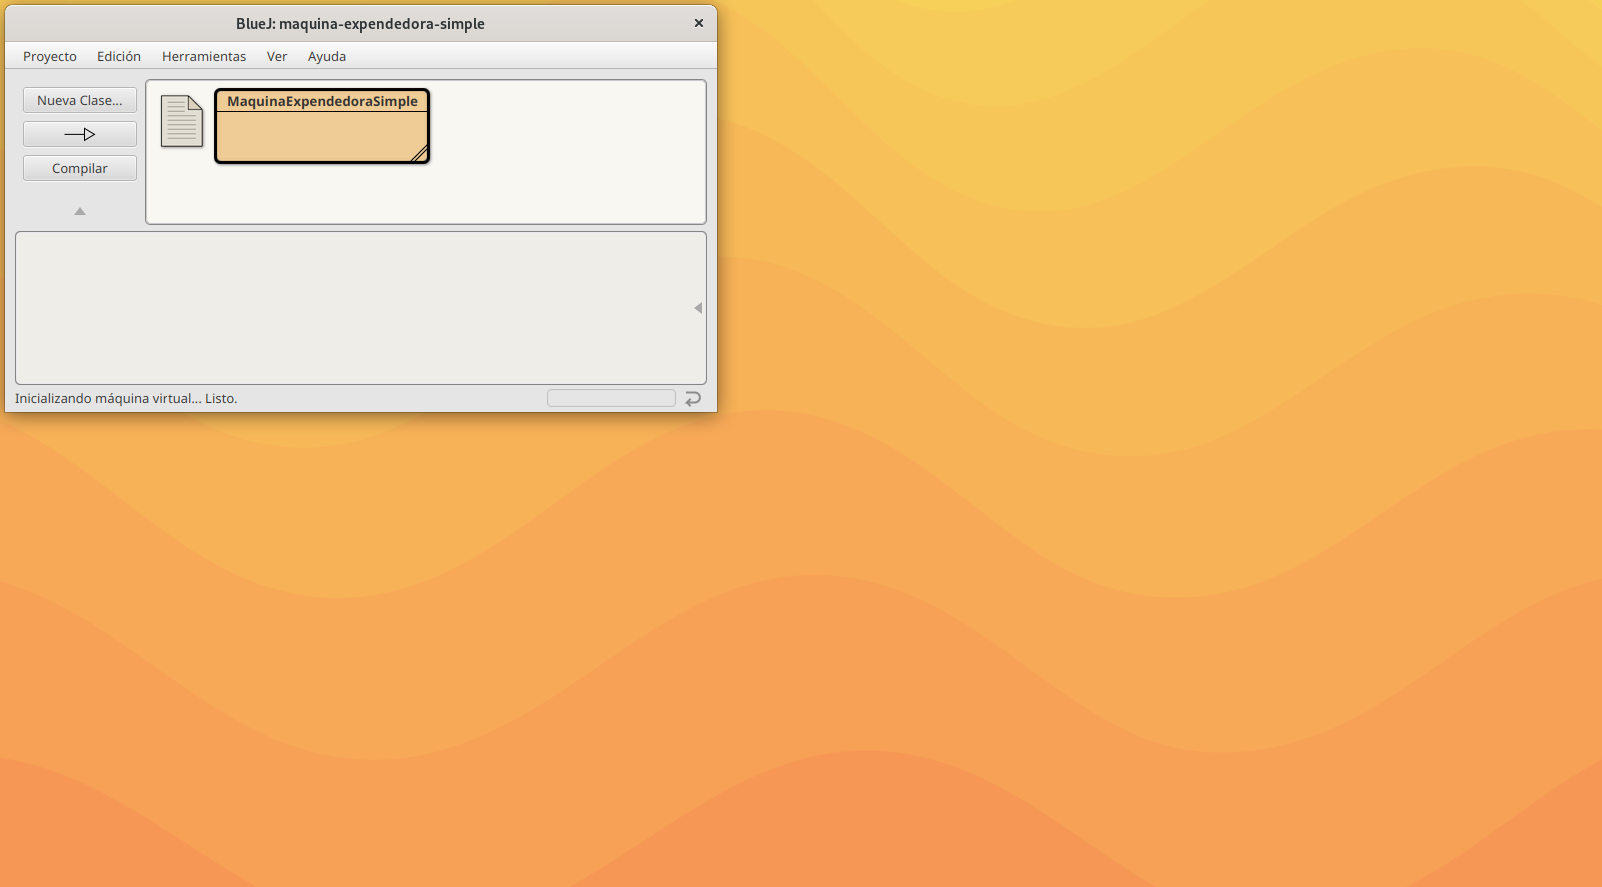 BlueJ: maquina-expendedora-simple
Proyecto Edición Herramientas Ver Ayuda
Nueva Clase...
MaquinaExpendedoraSimple
Compilar
Inicializando máquina virtual... Listo.